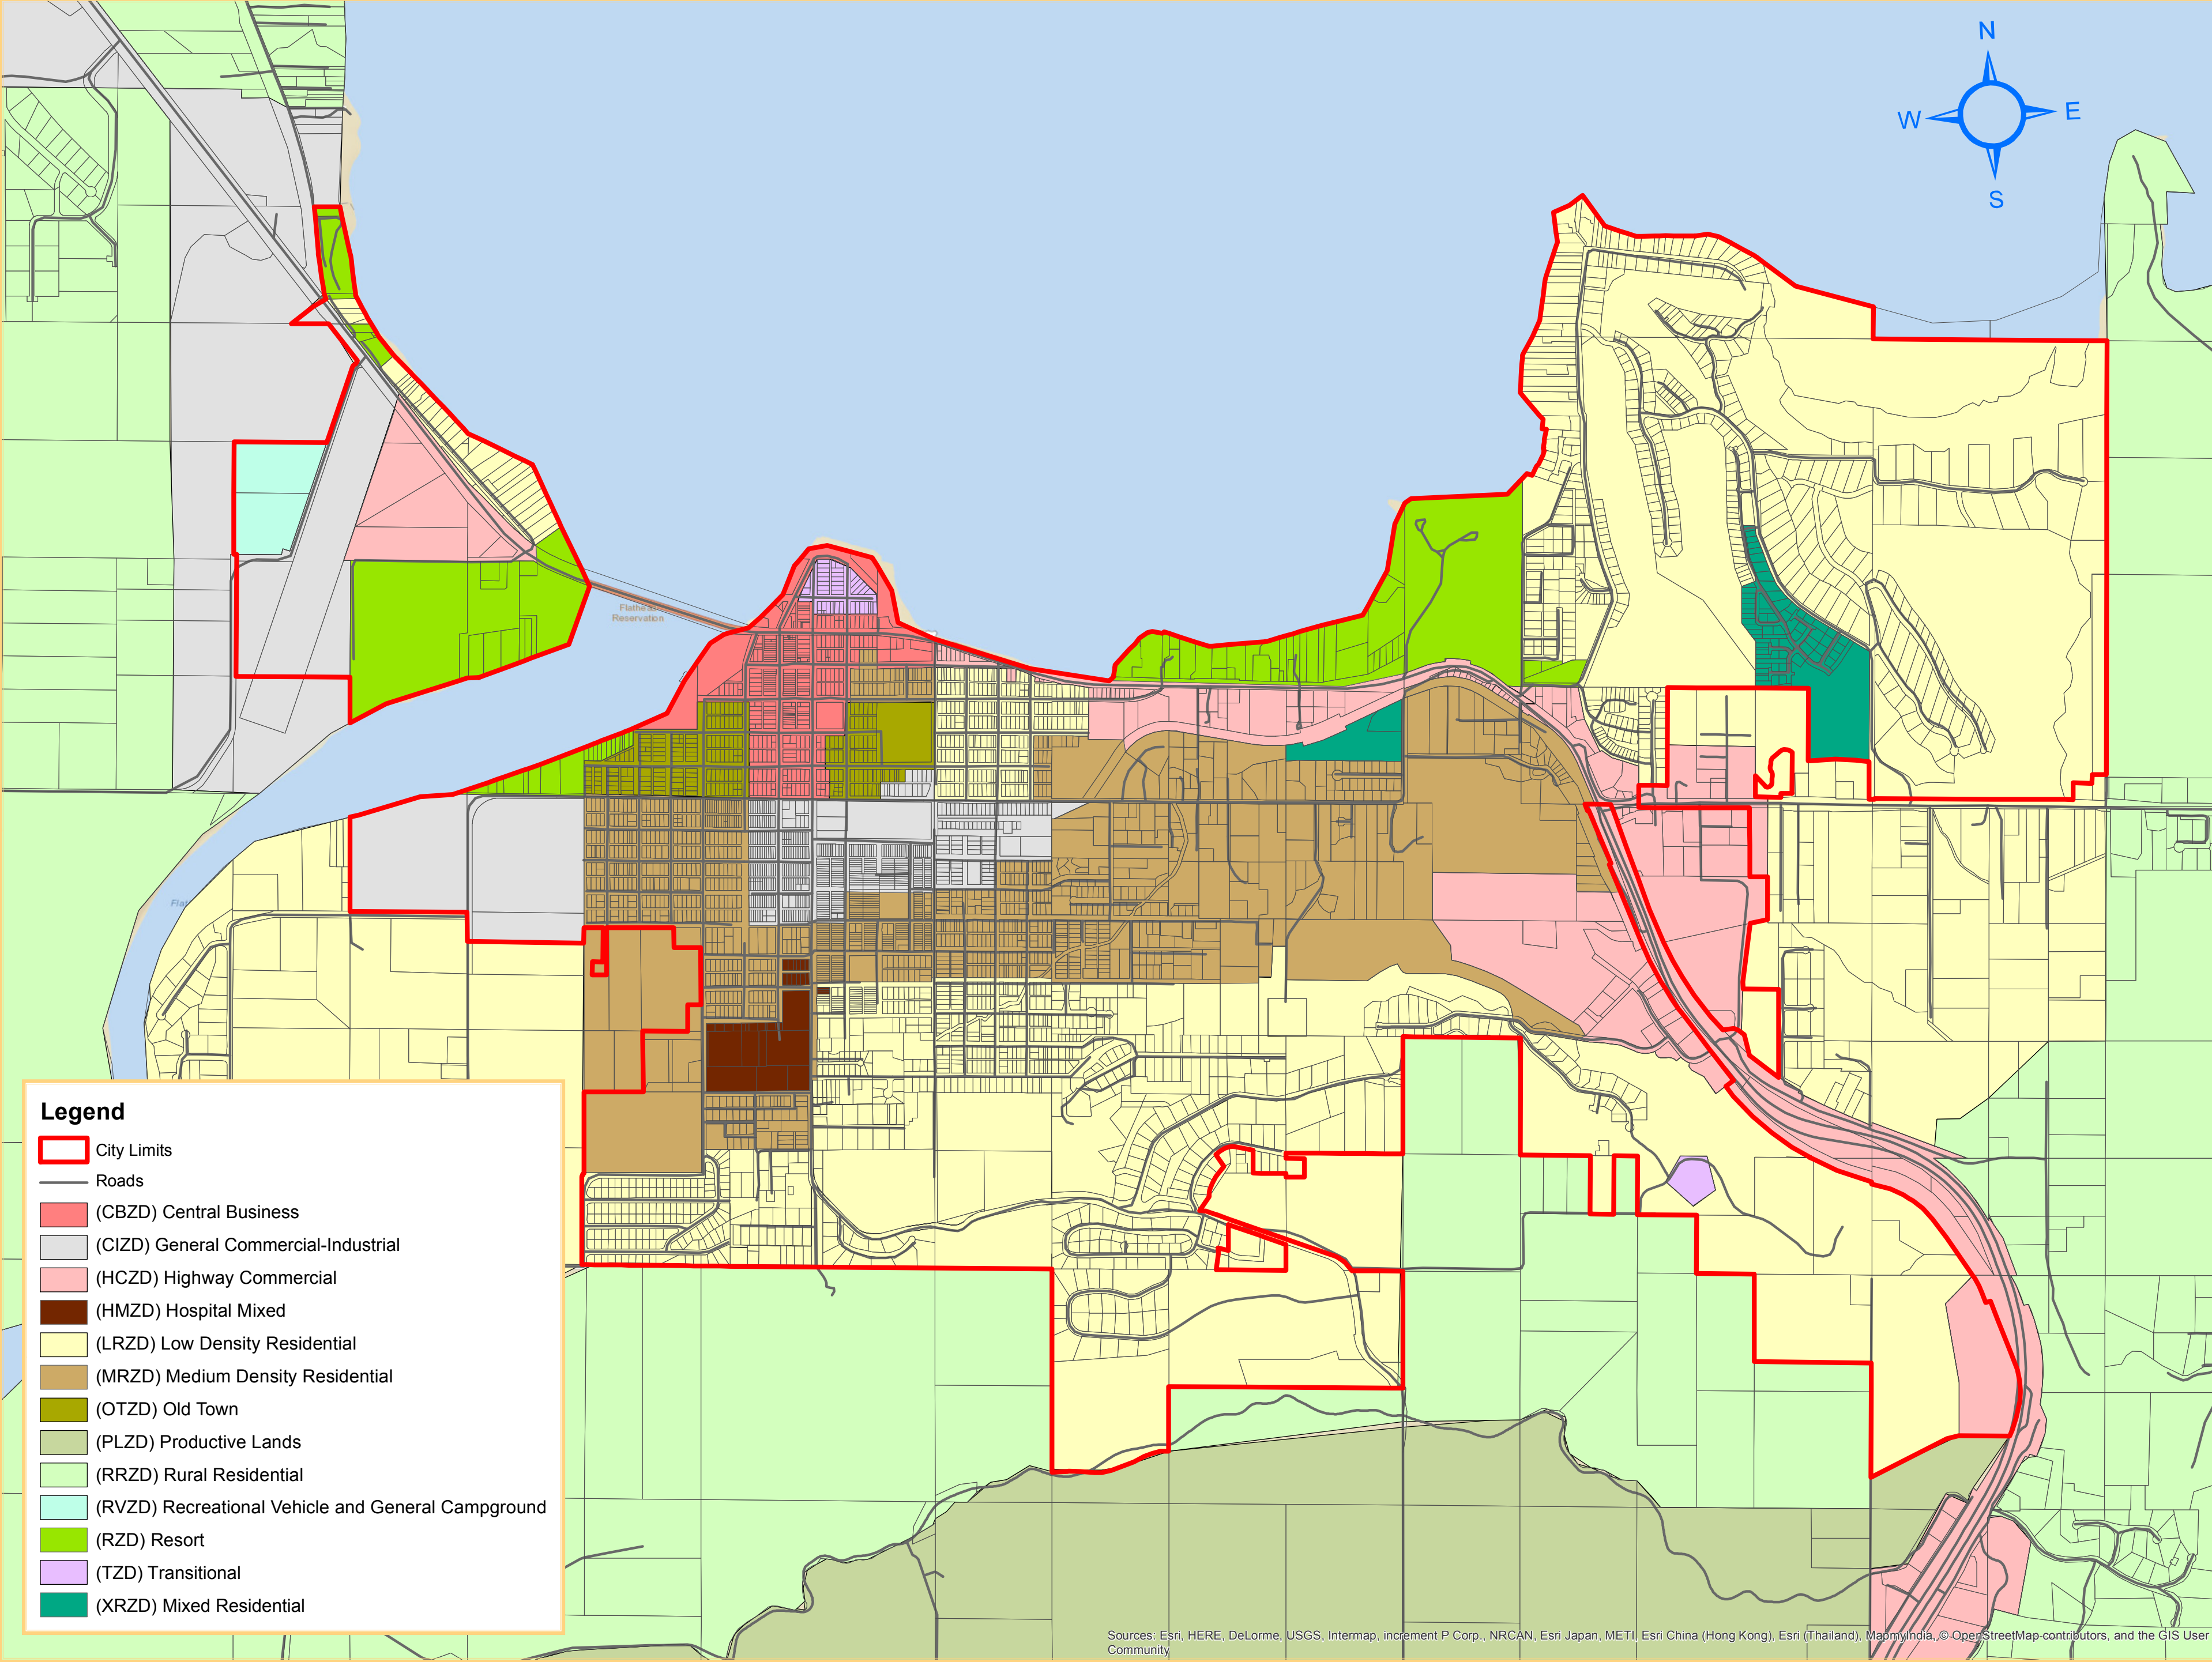 N
W
E
S
Flathead
Reservation
Flat
Legend
City Limits
Roads
(CBZD) Central Business
(CIZD) General Commercial-Industrial
(HCZD) Highway Commercial
(HMZD) Hospital Mixed
(LRZD) Low Density Residential
(MRZD) Medium Density Residential
(OTZD) Old Town
(PLZD) Productive Lands
(RRZD) Rural Residential
(RVZD) Recreational Vehicle and General Campground
(RZD) Resort
(TZD) Transitional
(XRZD) Mixed Residential
Sources: Esri, HERE, DeLorme, USGS, Intermap, increment P Corp., NRCAN, Esri Japan, METI, Esri China (Hong Kong), Esri (Thailand), MapmyIndia, © OpenStreetMap contributors, and the GIS User
Community